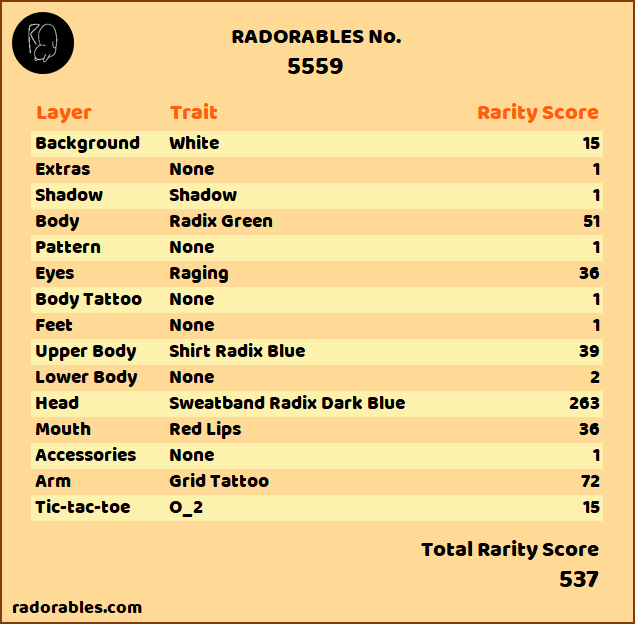 RADORABLES No.
5559
Layer Trait Rarity Score
Background White 15
Extras None 1
Shadow Shadow 1
Body Radix Green 51
Pattern None 1
Eyes Raging 36
Body Tattoo None 1
Feet None 1
Upper Body Shirt Radix Blue 39
Lower Body None 2
Head Sweatband Radix Dark Blue 263
Mouth Red Lips 36
Accessories None 1
Arm Grid Tattoo 72
Tic-tac-toe O_2 15
Total Rarity Score
537
radorables.com